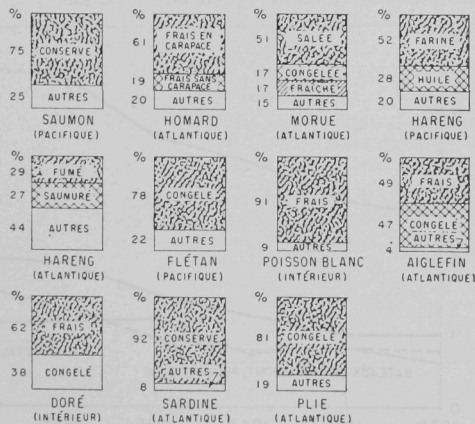 %
75
CONSERVE
25
AUTRES
SAUMON
(PACIFIQUE)
%
61
FRAIS EN
CARAPACE
19
FRAIS SANS
CARAPACE
20
AUTRES
HOMARD
(ATLANTIQUE)
%
51
SALÉE
17
CONGELÉE
17
FRAÎCHE
15
AUTRES
MORUE
(ATLANTIQUE)
%
52
FARINE
28
HUILE
20
AUTRES
HARENG
(PACIFIQUE)
%
29
FUMÉ
27
SAUMURÉ
44
AUTRES
HARENG
(ATLANTIQUE)
%
78
CONGELÉ
22
AUTRES
FLÉTAN
(PACIFIQUE)
%
91
FRAIS
9
AUTRES
POISSON BLANC
(INTÉRIEUR)
%
49
FRAIS
47
CONGELÉ
AUTRES
4
AIGLEFIN
(ATLANTIQUE)
%
62
FRAIS
38
CONGELÉ
DORÉ
(INTÉRIEUR)
%
92
CONSERVE
AUTRES
8
SARDINE
(ATLANTIQUE)
%
81
CONGELÉ
19
AUTRES
PLIE
(ATLANTIQUE)